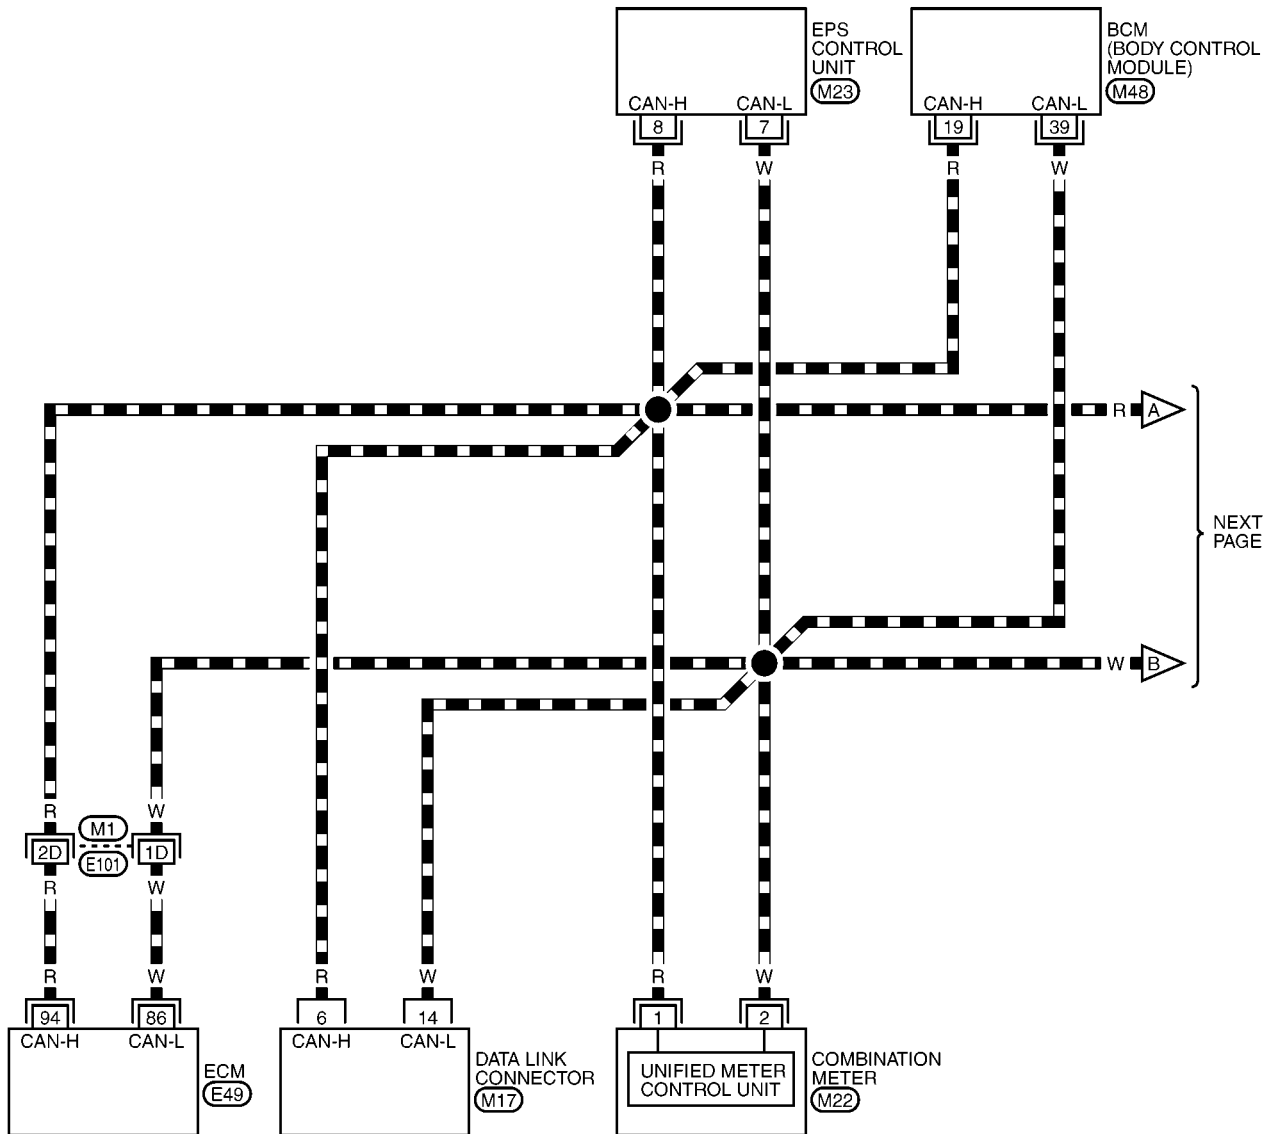 EPS
CONTROL
UNIT
M23
BCM
(BODY CONTROL
MODULE)
M48
CAN-H
CAN-L
CAN-H
CAN-L
8
7
19
39
R
W
R
W
R
A
NEXT
PAGE
W
B
R
W
M1
2D
1D
E101
R
W
R
W
R
W
R
W
94
86
6
14
1
2
CAN-H
CAN-L
CAN-H
CAN-L
ECM
E49
DATA LINK
CONNECTOR
M17
UNIFIED METER
CONTROL UNIT
COMBINATION
METER
M22